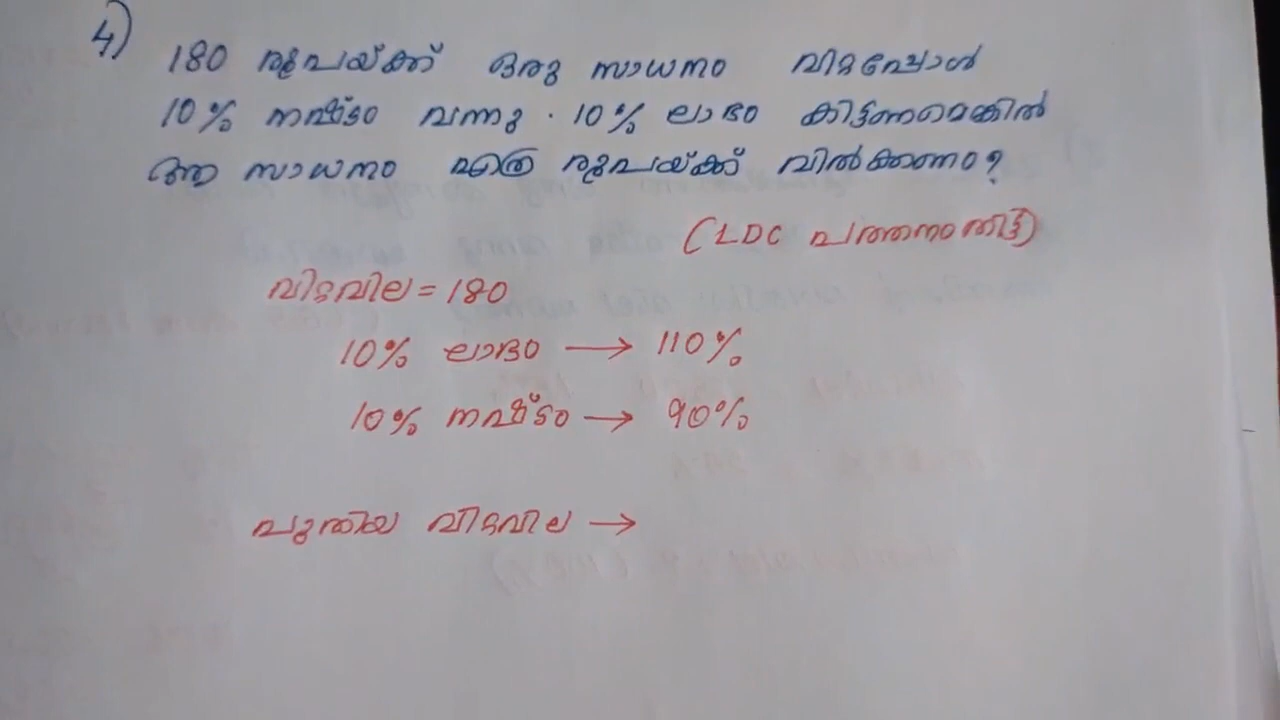 4) 180 രൂപയ്ക്ക് ഒരു സാധനം വിറ്റപ്പോൾ
10% നഷ്ടം വന്നു . 10% ലാഭം കിട്ടണമെങ്കിൽ
ആ സാധനം എത്ര രൂപയ്ക്ക് വിൽക്കണം?
(LDC പത്തനംതിട്ട)
വിറ്റവില = 180
10% ലാഭം → 110%
10% നഷ്ടം → 90%
പുതിയ വിറ്റവില →